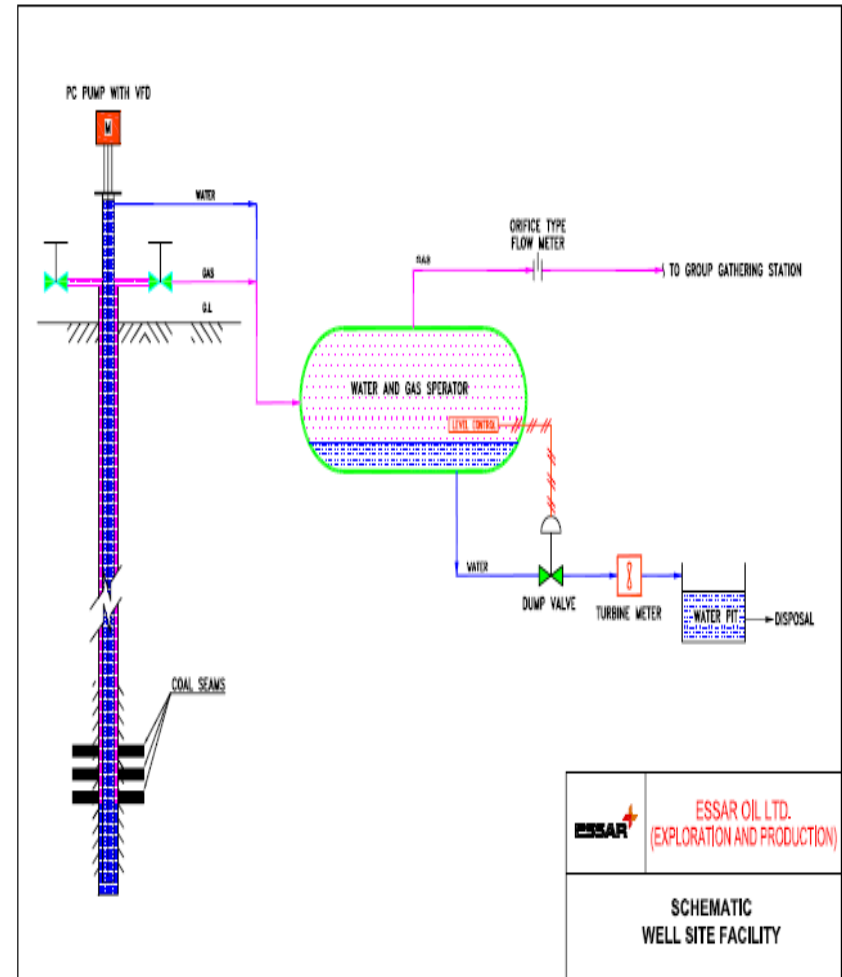 PC PUMP WITH VFD
M
WATER
GAS
G.L
ORIFICE TYPE
FLOW METER
GAS
TO GROUP GATHERING STATION
WATER AND GAS SPERATOR
LEVEL CONTROL
WATER
DUMP VALVE
TURBINE METER
WATER PIT
DISPOSAL
COAL SEAMS
ESSAR
ESSAR OIL LTD.
(EXPLORATION AND PRODUCTION)
SCHEMATIC
WELL SITE FACILITY